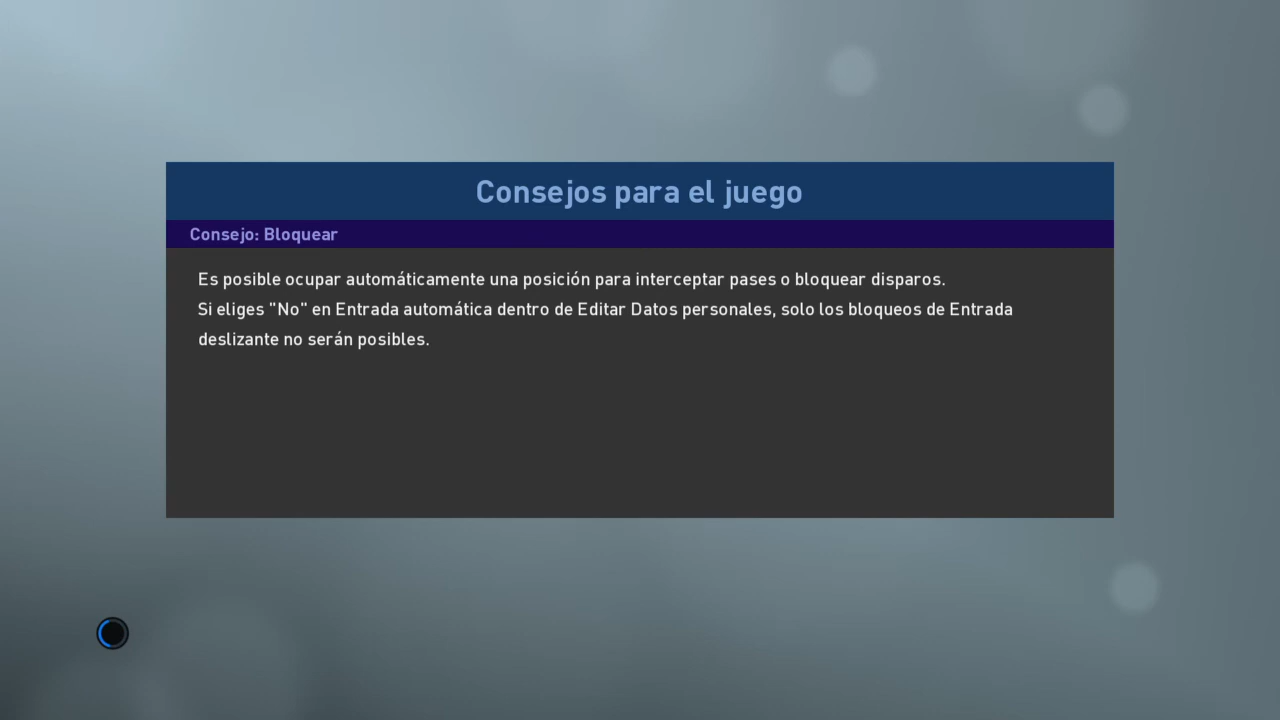 Consejos para el juego
Consejo: Bloquear
Es posible ocupar automáticamente una posición para interceptar pases o bloquear disparos.
Si eliges "No" en Entrada automática dentro de Editar Datos personales, solo los bloqueos de Entrada
deslizante no serán posibles.